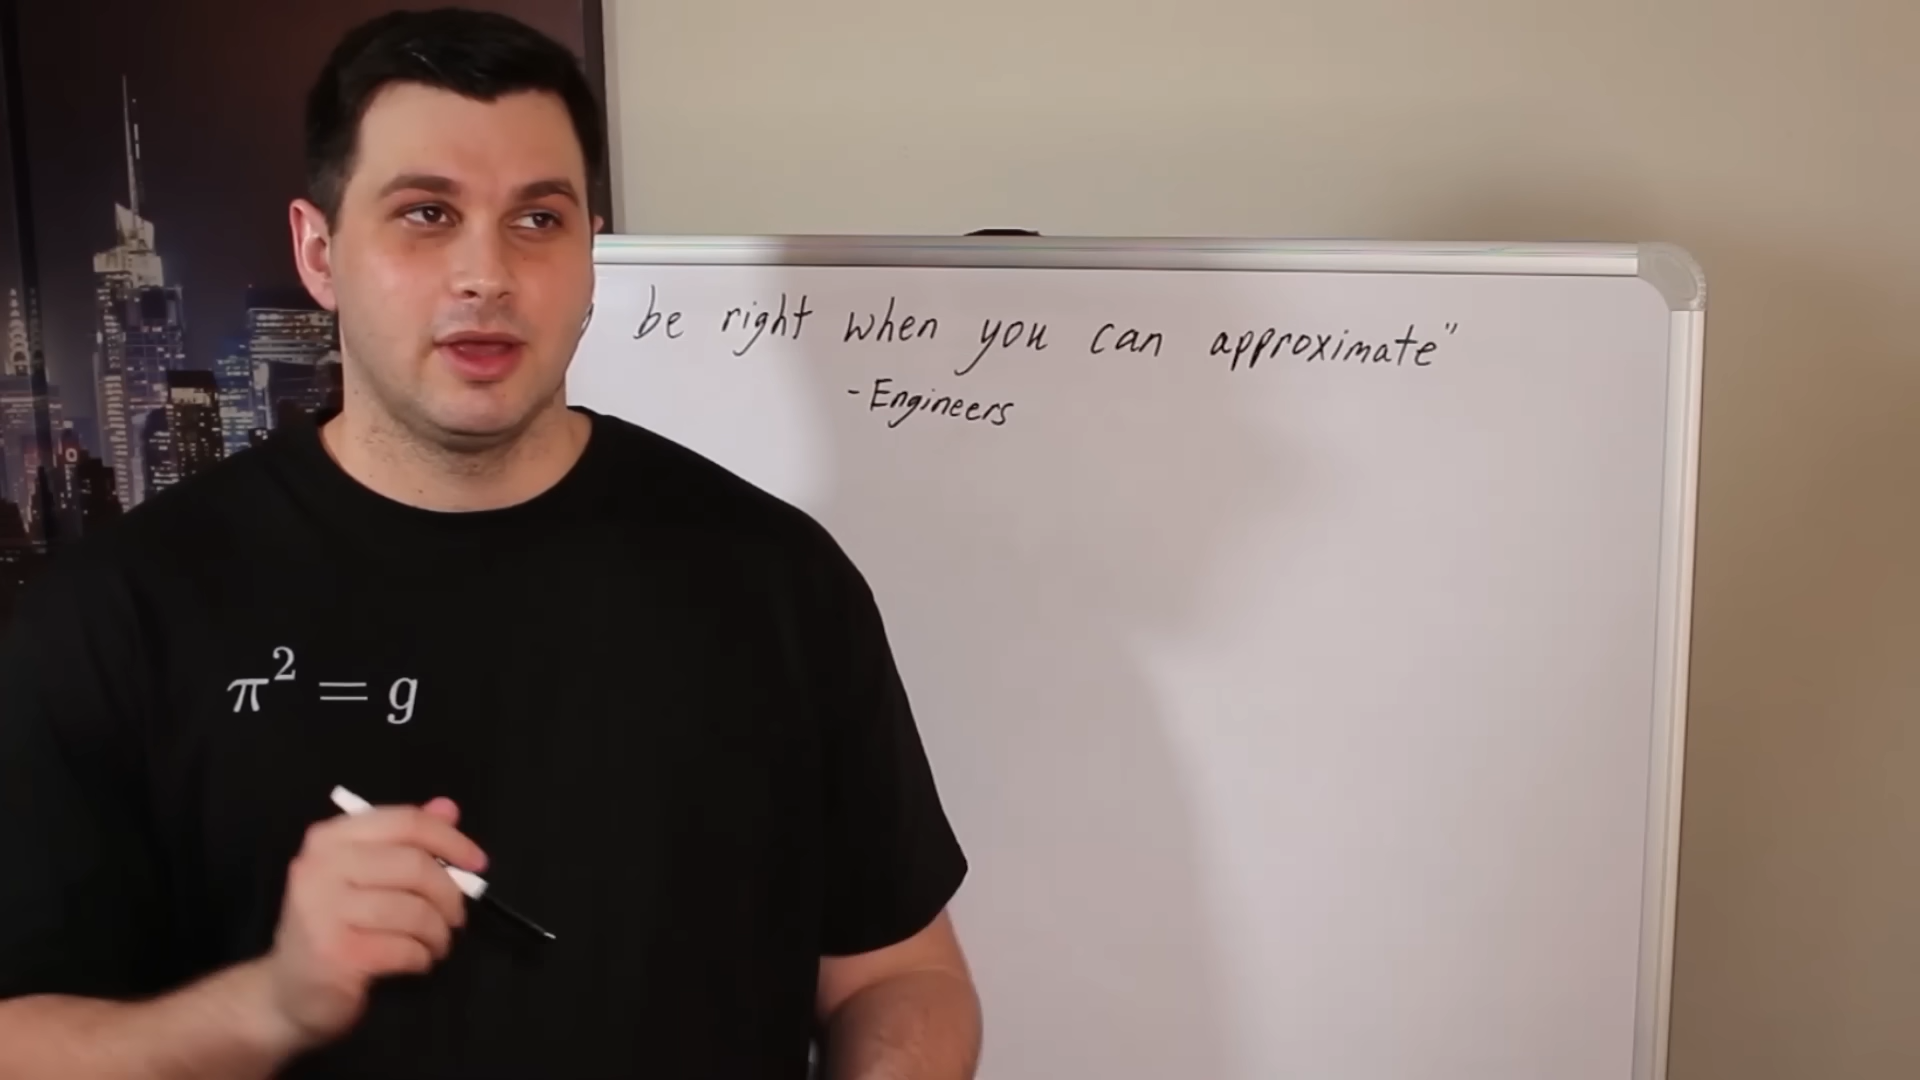 be right when you can approximate"
- Engineers
π² = g